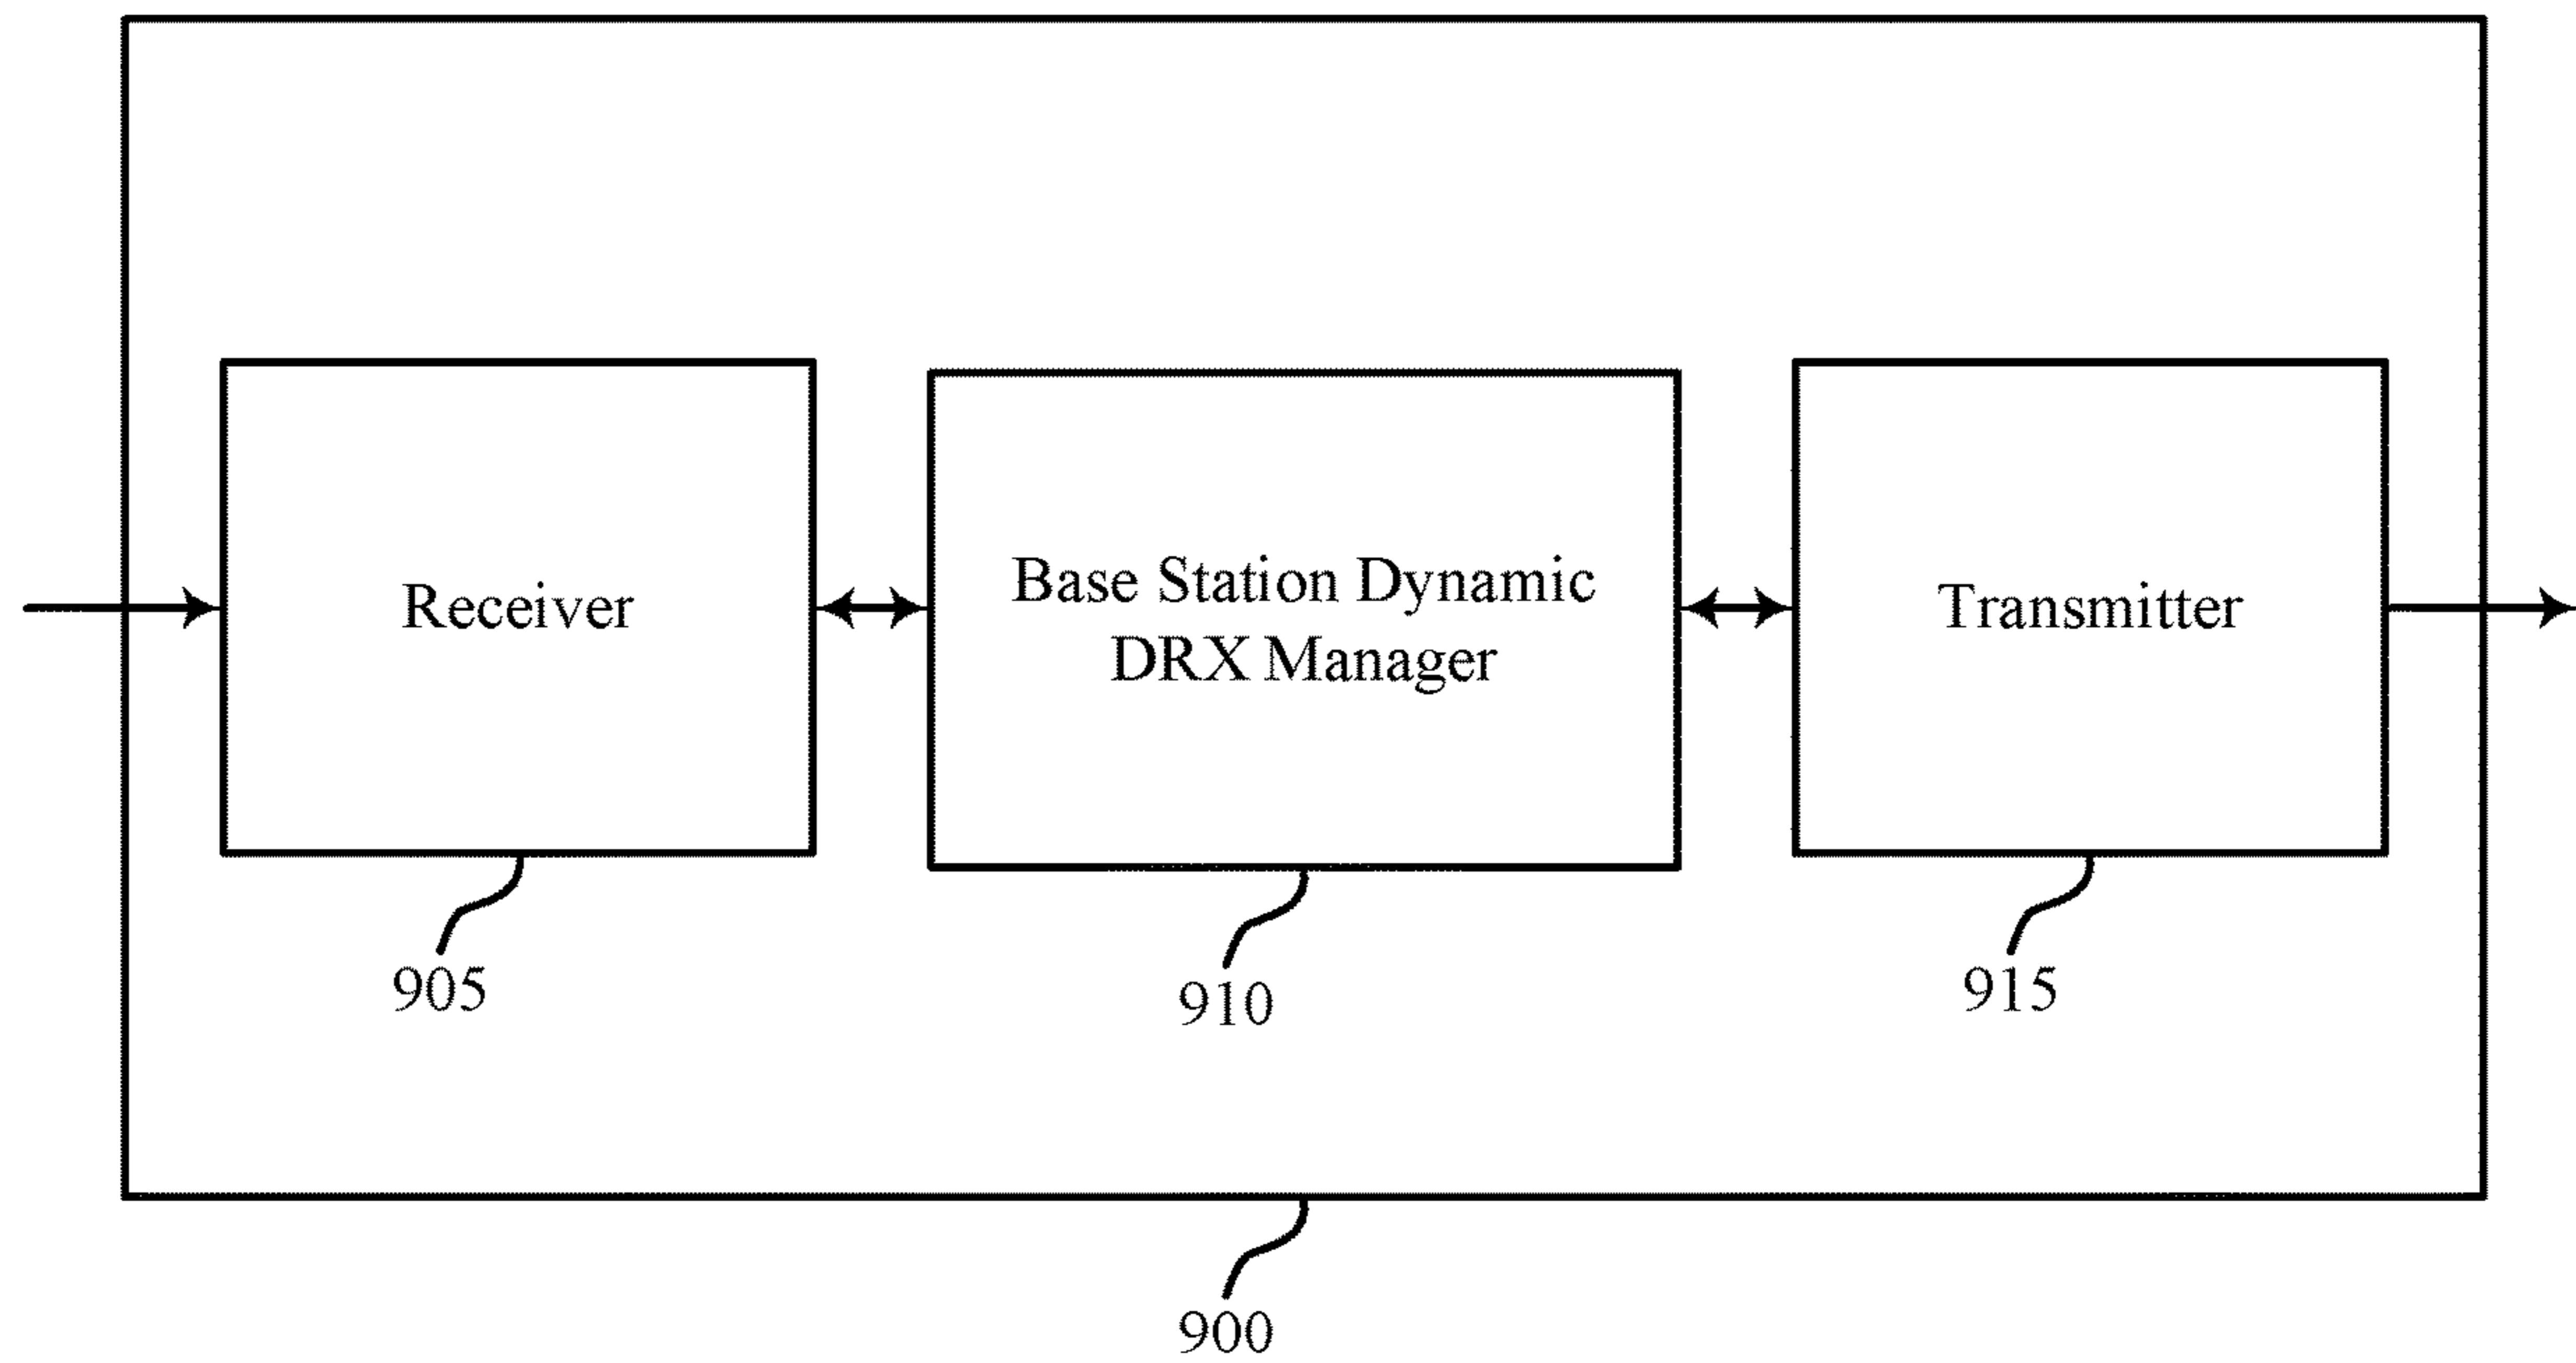 Receiver
Base Station Dynamic
DRX Manager
Transmitter
905
910
915
900